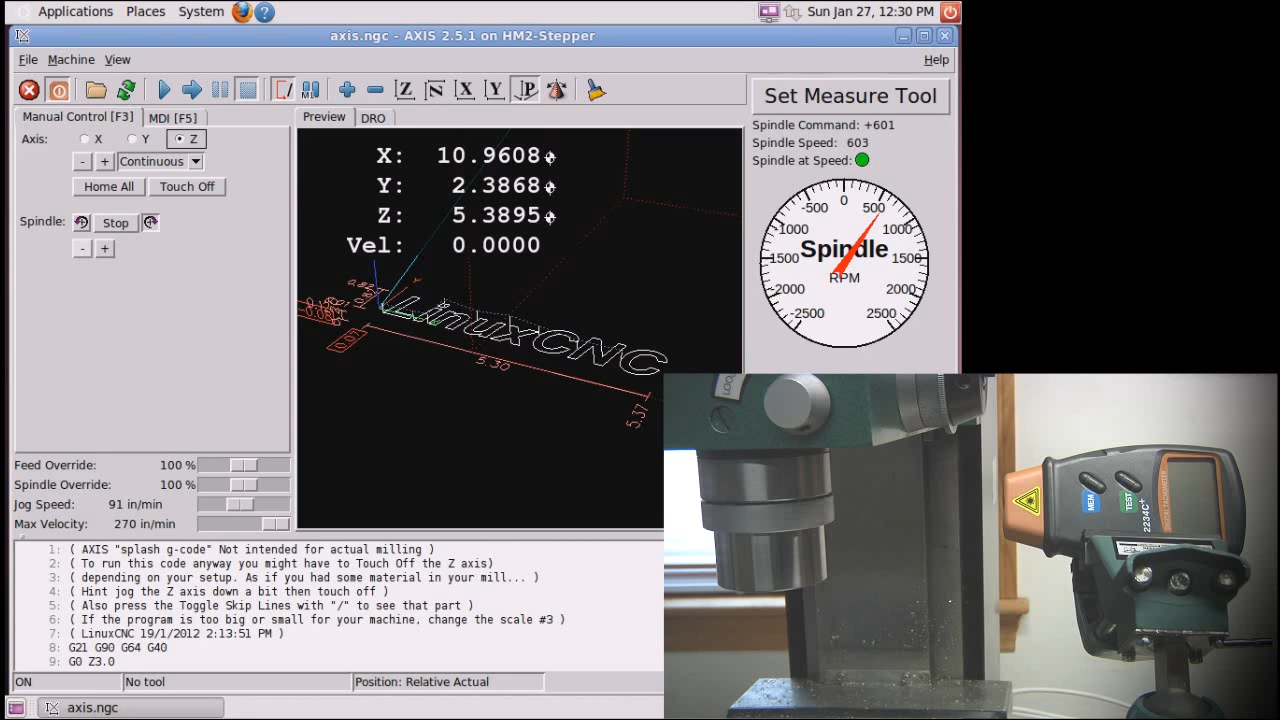 Applications Places System
Sun Jan 27, 12:30 PM
axis.ngc - AXIS 2.5.1 on HM2-Stepper
File Machine View
Help
Manual Control [F3]
MDI [F5]
Axis: X Y Z
- + Continuous
Home All Touch Off
Spindle: Stop
- +
Feed Override: 100 %
Spindle Override: 100 %
Jog Speed: 91 in/min
Max Velocity: 270 in/min
Preview DRO
X: 10.9608
Y: 2.3868
Z: 5.3895
Vel: 0.0000
LinuxCNC
0.07
5.30
5.37
Set Measure Tool
Spindle Command: +601
Spindle Speed: 603
Spindle at Speed:
0
-500 500
-1000 1000
Spindle
-1500 1500
RPM
-2000 2000
-2500 2500
1: ( AXIS "splash g-code" Not intended for actual milling )
2: ( To run this code anyway you might have to Touch Off the Z axis)
3: ( depending on your setup. As if you had some material in your mill... )
4: ( Hint jog the Z axis down a bit then touch off )
5: ( Also press the Toggle Skip Lines with "/" to see that part )
6: ( If the program is too big or small for your machine, change the scale #3 )
7: ( LinuxCNC 19/1/2012 2:13:51 PM )
8: G21 G90 G64 G40
9: G0 Z3.0
ON
No tool
Position: Relative Actual
axis.ngc
MEM
TEST
2234C+